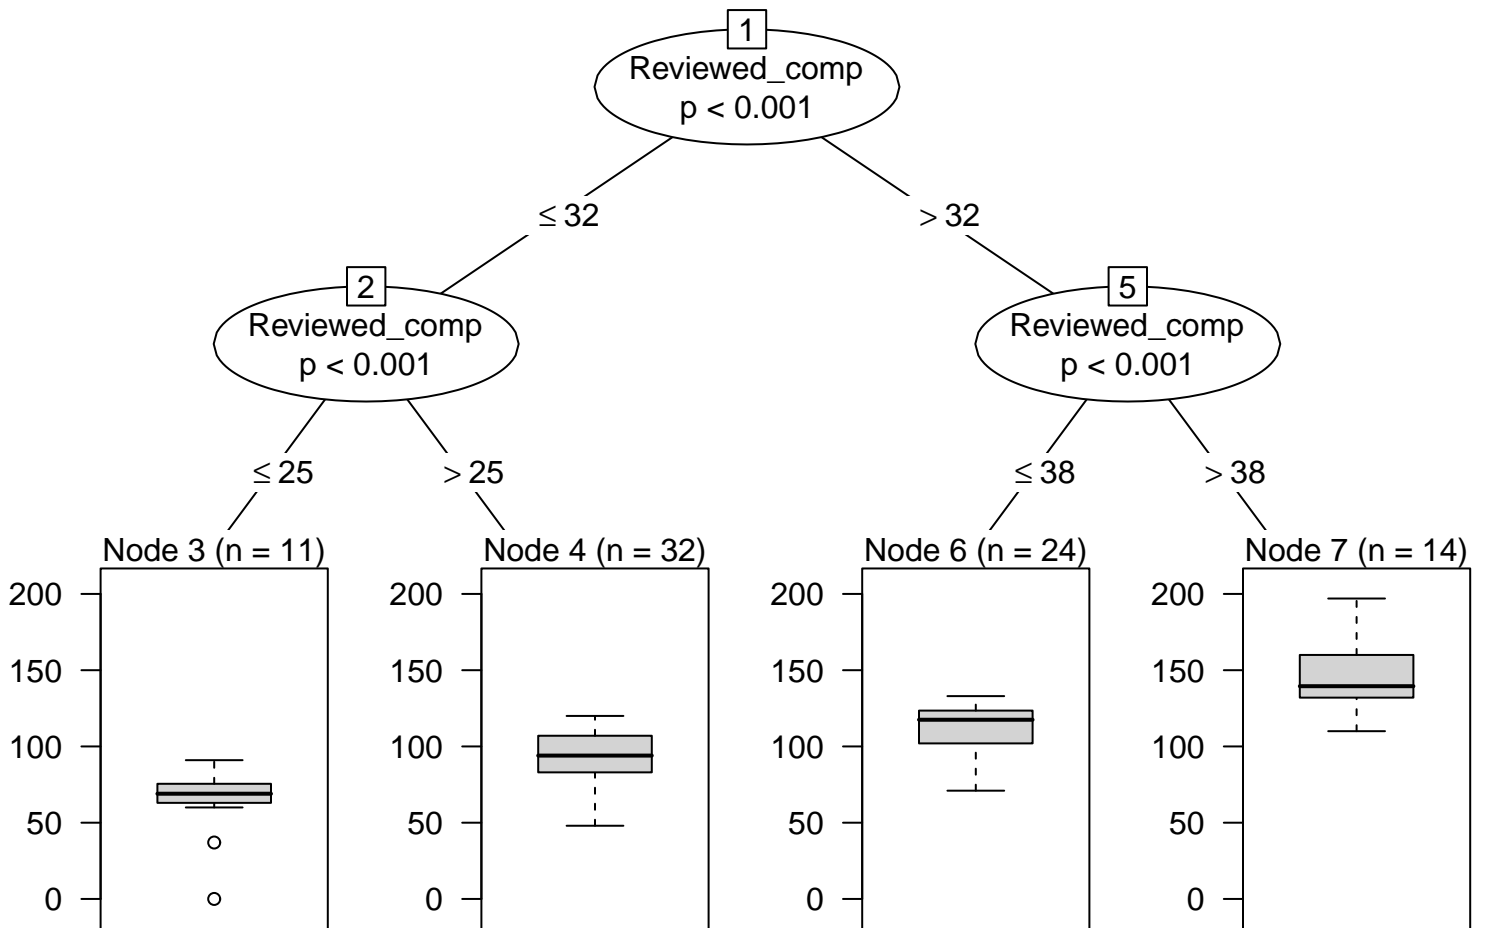 1
Reviewed_comp
p < 0.001
≤ 32
> 32
2
Reviewed_comp
p < 0.001
5
Reviewed_comp
p < 0.001
≤ 25
> 25
≤ 38
> 38
Node 3 (n = 11)
200
150
100
50
0
Node 4 (n = 32)
200
150
100
50
0
Node 6 (n = 24)
200
150
100
50
0
Node 7 (n = 14)
200
150
100
50
0